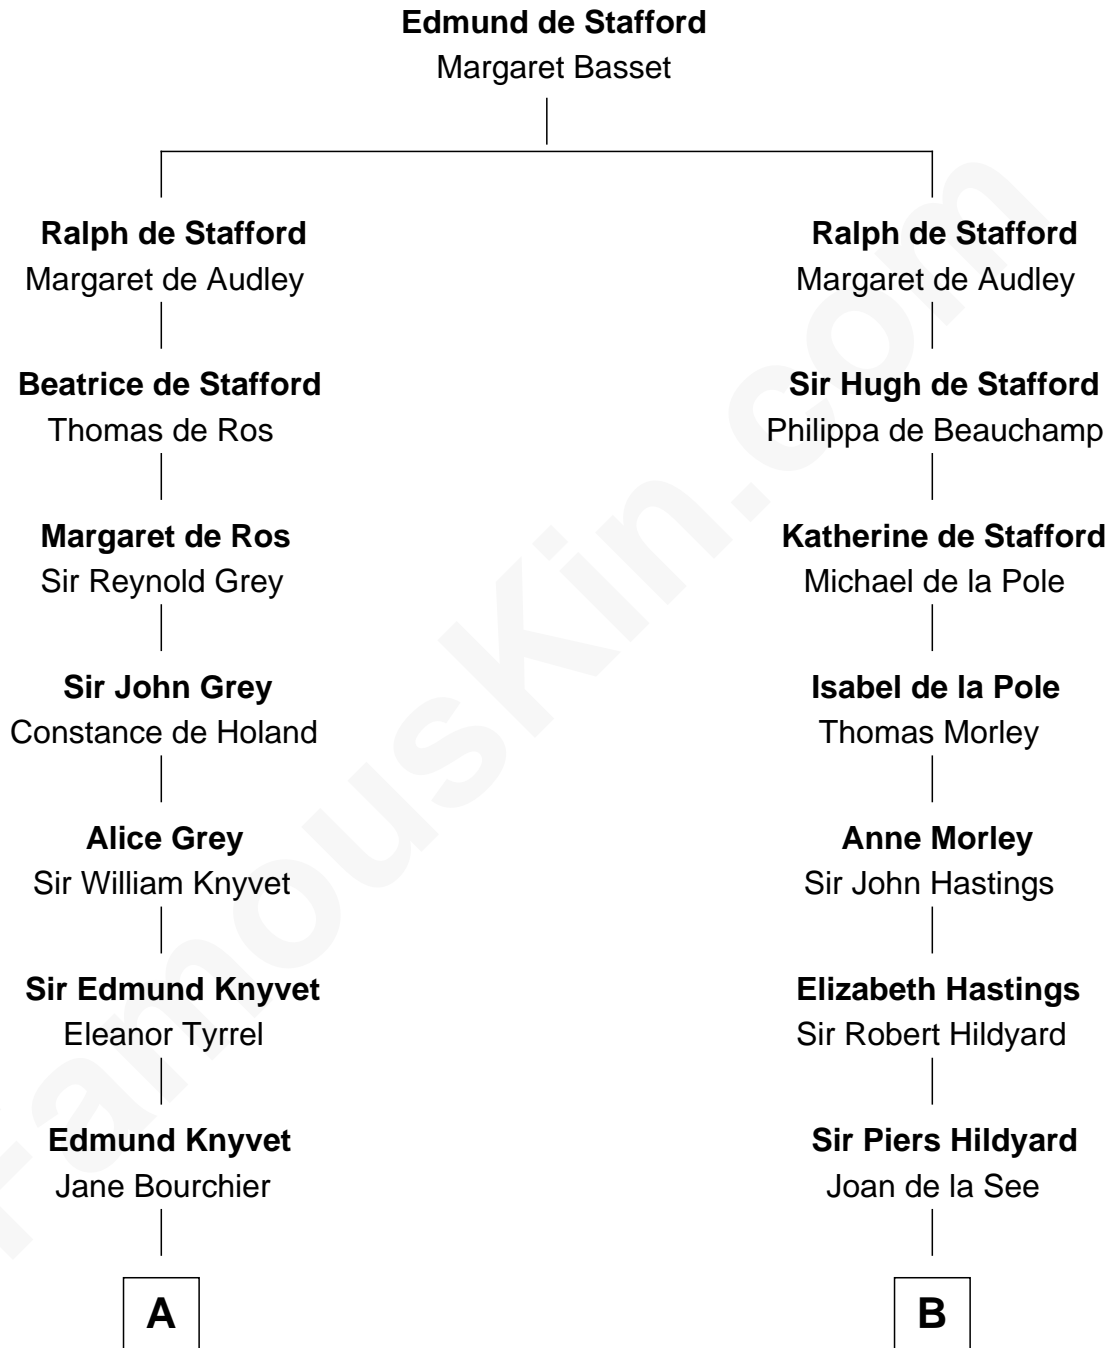 Edmund de Stafford
Margaret Basset
Ralph de Stafford
Margaret de Audley
Beatrice de Stafford
Thomas de Ros
Margaret de Ros
Sir Reynold Grey
Sir John Grey
Constance de Holand
Alice Grey
Sir William Knyvet
Sir Edmund Knyvet
Eleanor Tyrrel
Edmund Knyvet
Jane Bourchier
A
Ralph de Stafford
Margaret de Audley
Sir Hugh de Stafford
Philippa de Beauchamp
Katherine de Stafford
Michael de la Pole
Isabel de la Pole
Thomas Morley
Anne Morley
Sir John Hastings
Elizabeth Hastings
Sir Robert Hildyard
Sir Piers Hildyard
Joan de la See
B
FamousKin.com